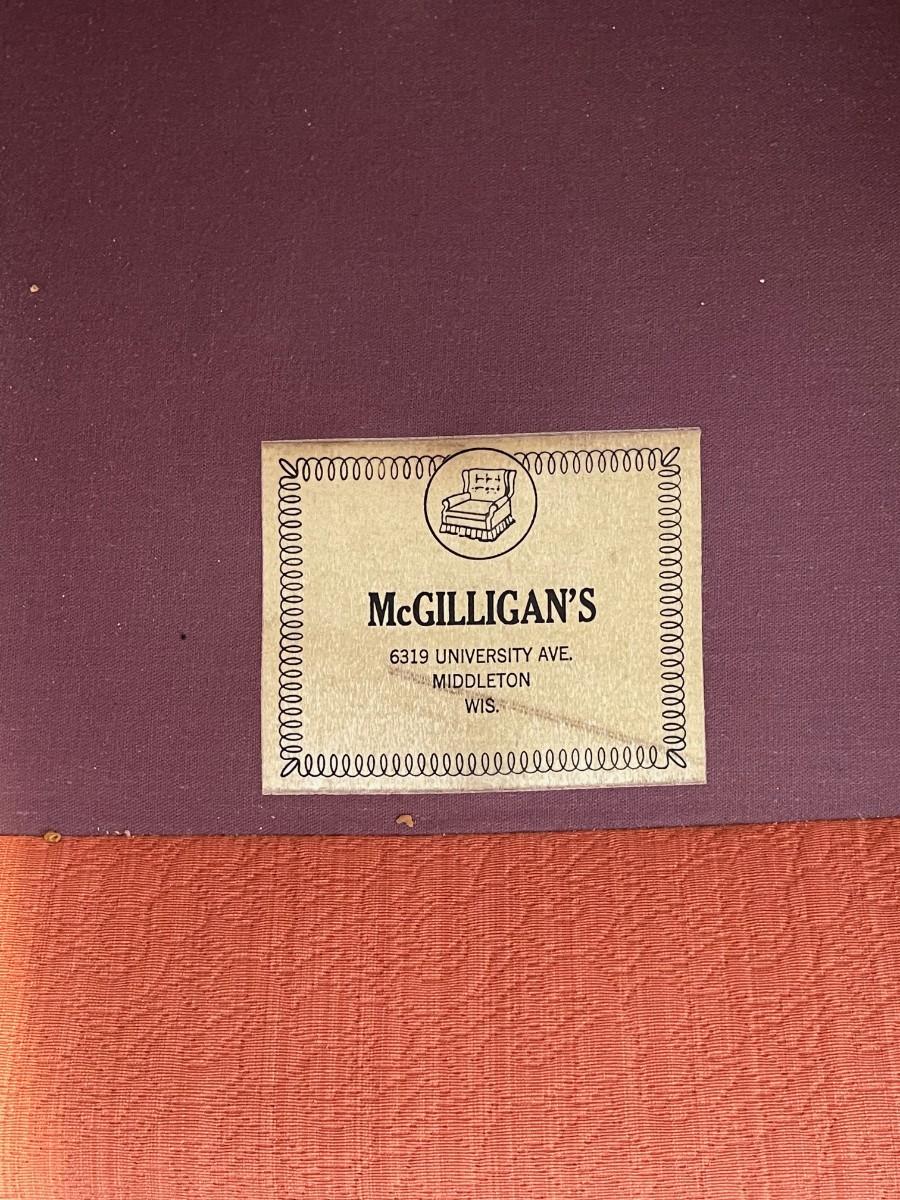 McGILLIGAN'S
6319 UNIVERSITY AVE.
MIDDLETON
WIS.